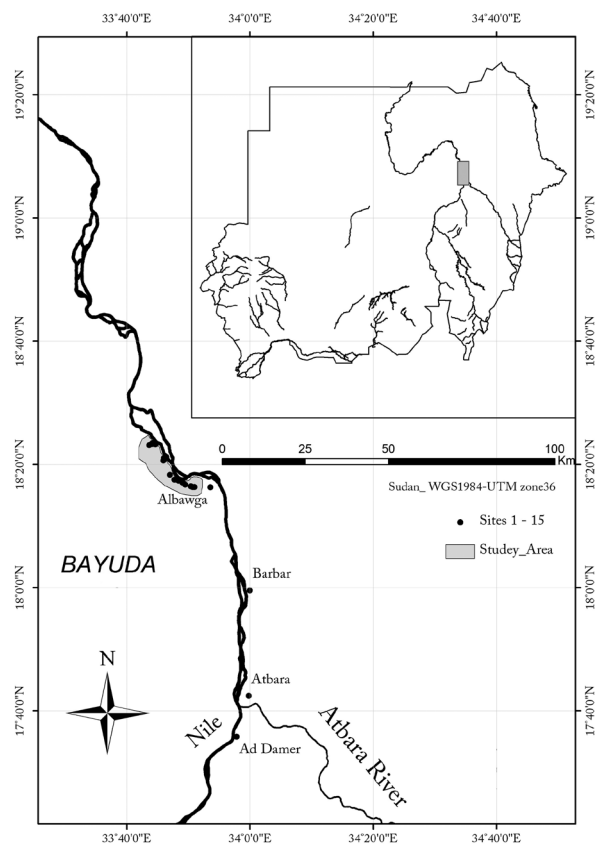 33°40'0"E 34°0'0"E 34°20'0"E 34°40'0"E
19°20'0"N 19°20'0"N
19°0'0"N 19°0'0"N
18°40'0"N 18°40'0"N
18°20'0"N 18°20'0"N
0 25 50 100
Km
Sudan_ WGS1984-UTM zone36
Albawga
Sites 1 - 15
Studey_Area
BAYUDA
Barbar
18°0'0"N 18°0'0"N
N
Atbara
17°40'0"N 17°40'0"N
Nile
Ad Damer
Atbara River
33°40'0"E 34°0'0"E 34°20'0"E 34°40'0"E